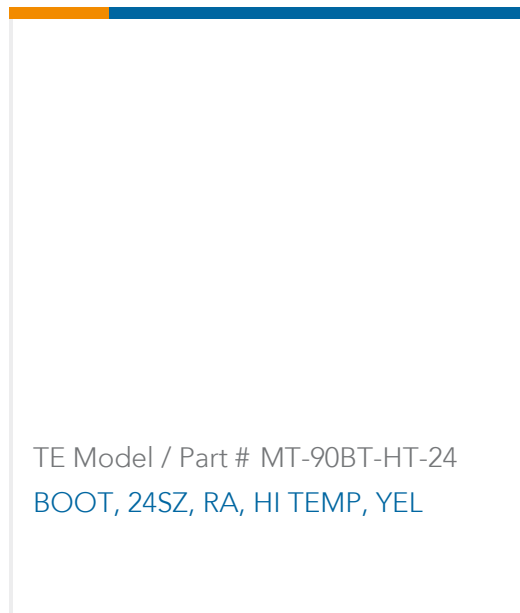 TE Model / Part # MT-90BT-HT-24
BOOT, 24SZ, RA, HI TEMP, YEL